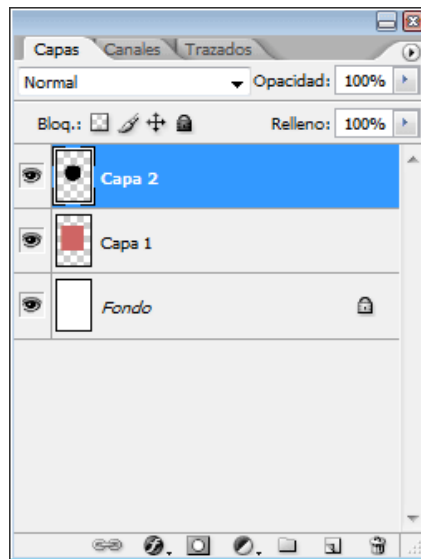 Capas Canales Trazados
Normal Opacidad: 100%
Bloq.: Relleno: 100%
Capa 2
Capa 1
Fondo